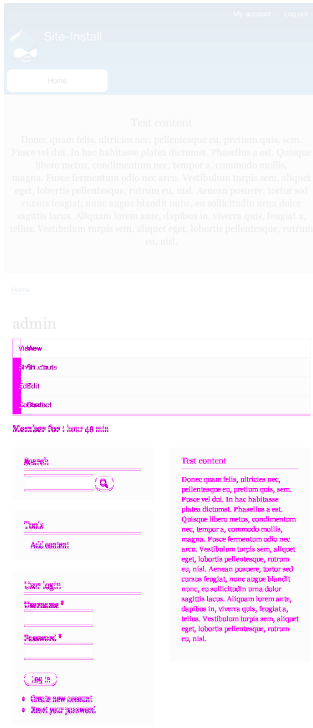 My account
Log out
Site-Install
Home
Test content
Donec quam felis, ultricies nec, pellentesque eu, pretium quis, sem.
Fusce vel dui. In hac habitasse platea dictumst. Phasellus a est. Quisque
libero metus, condimentum nec, tempor a, commodo mollis,
magna. Fusce fermentum odio nec arcu. Vestibulum turpis sem, aliquet
eget, lobortis pellentesque, rutrum eu, nisl. Aenean posuere, tortor sed
cursus feugiat, nunc augue blandit nunc, eu sollicitudin urna dolor
sagittis lacus. Aliquam lorem ante, dapibus in, viverra quis, feugiat a,
tellus. Vestibulum turpis sem, aliquet eget, lobortis pellentesque, rutrum
eu, nisl.
Home
admin
View
Shortcuts
Edit
Contact
Member for : hour 46 min
Search
Tools
Add content
User login
Username *
Password *
Log in
Create new account
Reset your password
Test content
Donec quam felis, ultricies nec,
pellentesque eu, pretium quis, sem.
Fusce vel dui. In hac habitasse
platea dictumst. Phasellus a est.
Quisque libero metus, condimentum
nec, tempor a, commodo mollis,
magna. Fusce fermentum odio nec
arcu. Vestibulum turpis sem, aliquet
eget, lobortis pellentesque, rutrum
eu, nisl. Aenean posuere, tortor sed
cursus feugiat, nunc augue blandit
nunc, eu sollicitudin urna dolor
sagittis lacus. Aliquam lorem ante,
dapibus in, viverra quis, feugiat a,
tellus. Vestibulum turpis sem, aliquet
eget, lobortis pellentesque, rutrum
eu, nisl.